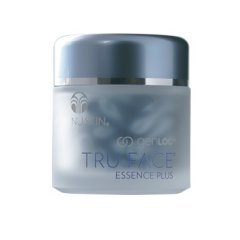 NU SKIN
ageLOC
TRU FACE
ESSENCE PLUS